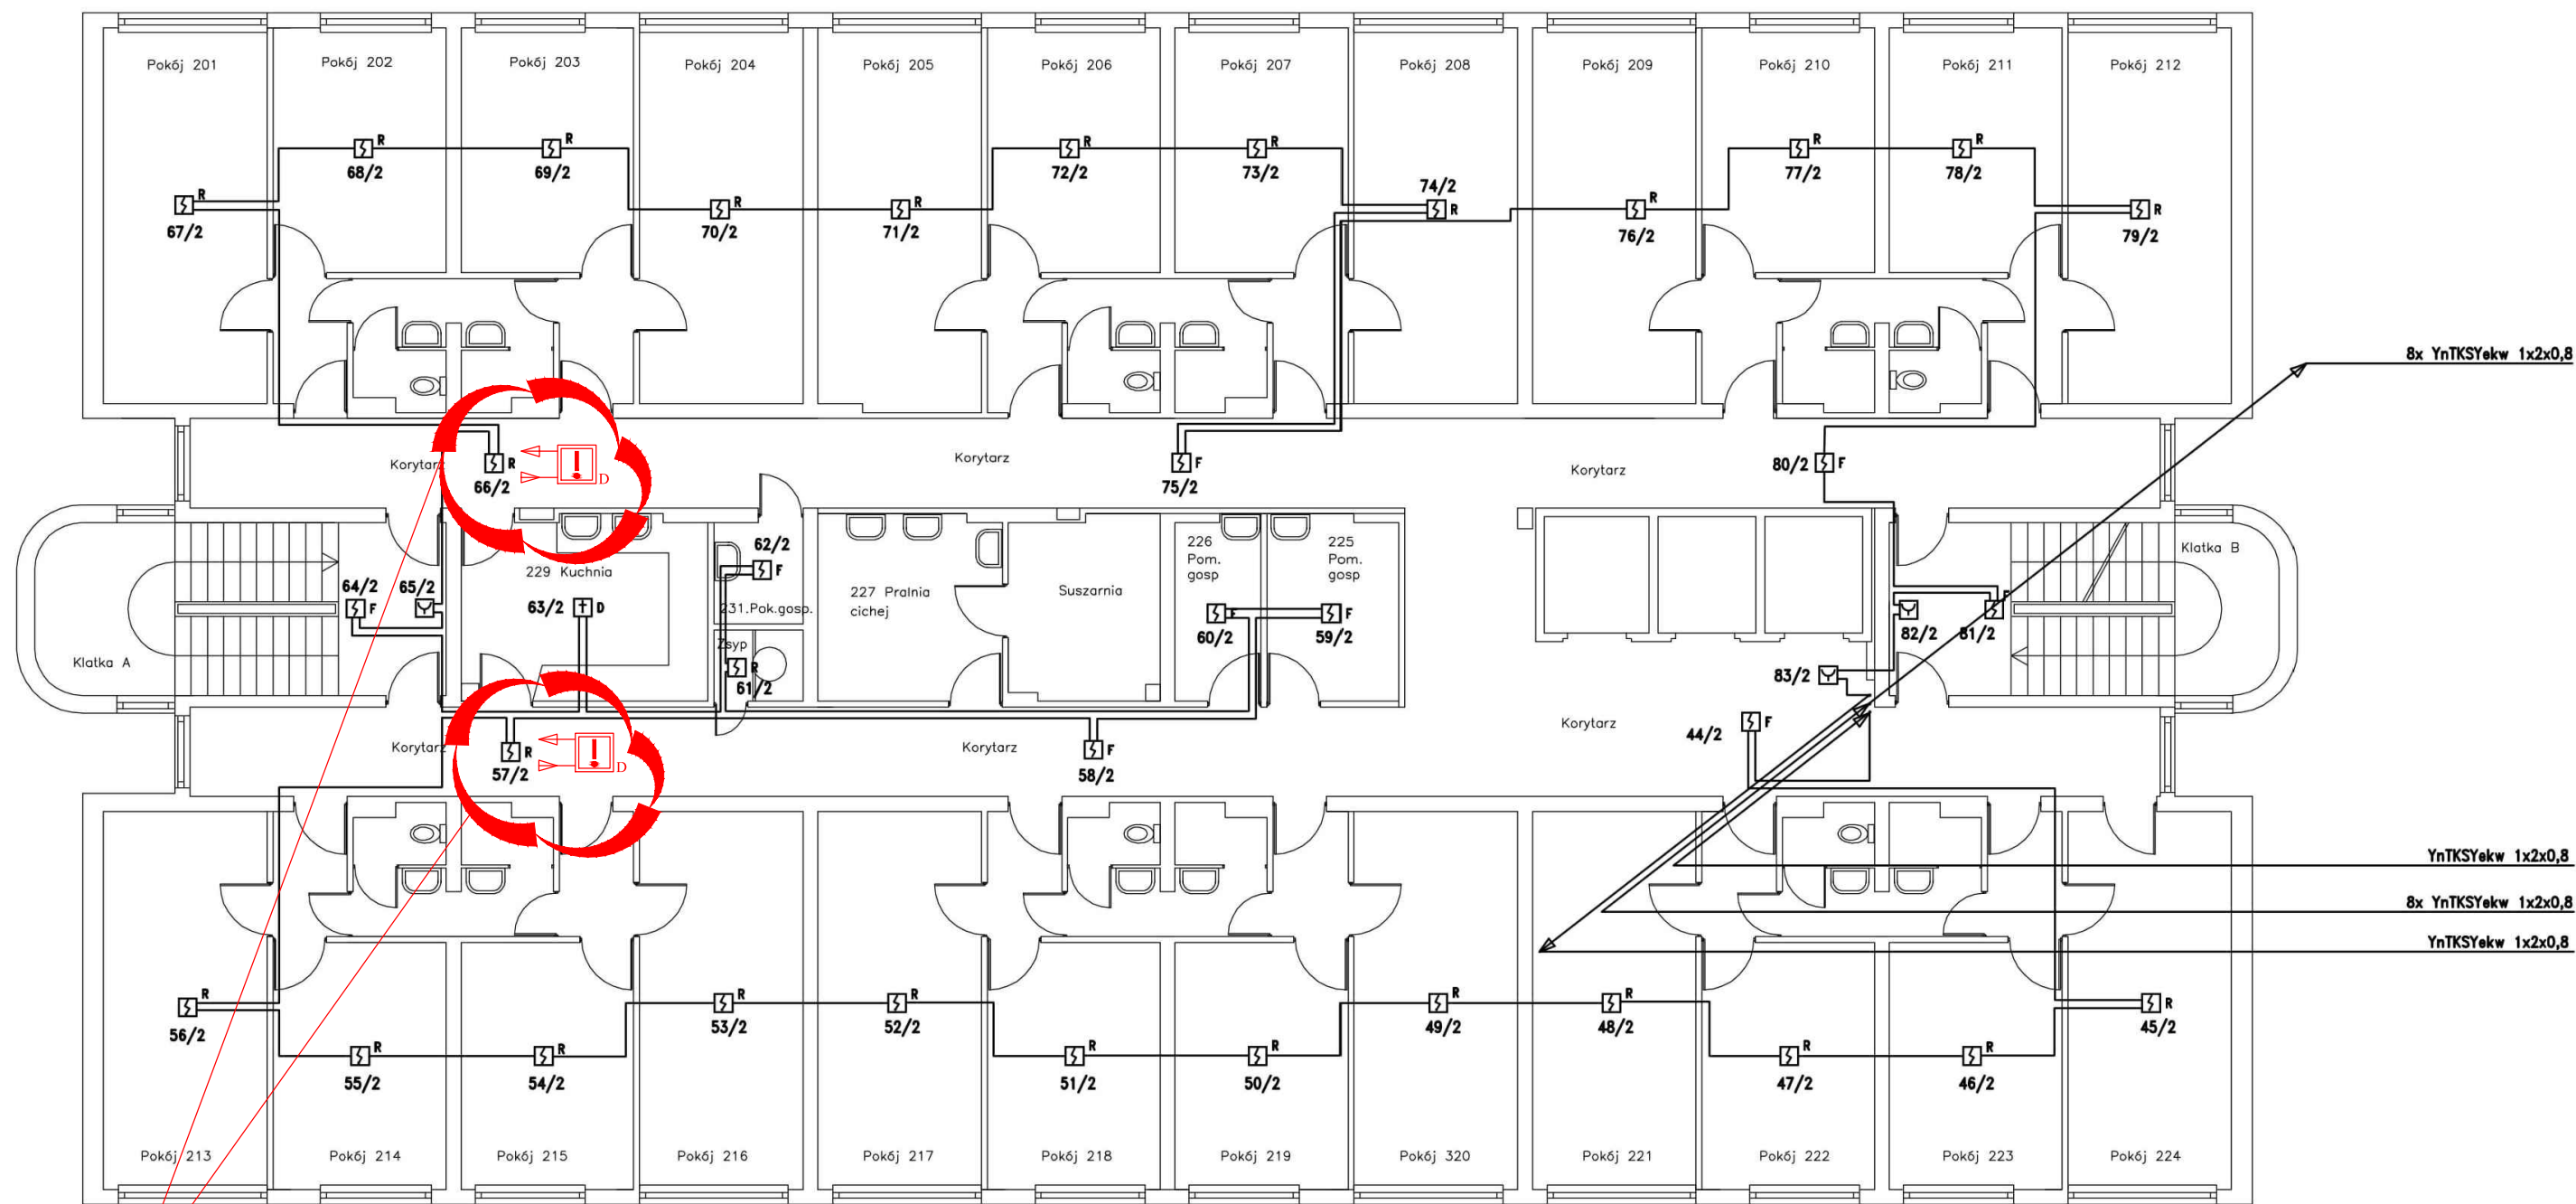 Pokój 201
Pokój 202
Pokój 203
Pokój 204
Pokój 205
Pokój 206
Pokój 207
Pokój 208
Pokój 209
Pokój 210
Pokój 211
Pokój 212
R
68/2
R
69/2
R
72/2
R
73/2
R
77/2
R
78/2
R
67/2
R
70/2
R
71/2
74/2
R
R
76/2
R
79/2
8x YnTKSYekw 1x2x0,8
Korytarz
R
66/2
D
Korytarz
F
75/2
Korytarz
80/2
F
Klatka A
64/2
F
65/2
229 Kuchnia
63/2
D
62/2
F
231.Pok.gosp.
Zsyp
R
61/2
227 Pralnia
cichej
Suszarnia
226
Pom.
gosp
F
60/2
225
Pom.
gosp
F
59/2
82/2
F
81/2
Klatka B
83/2
Korytarz
R
57/2
D
Korytarz
F
58/2
Korytarz
44/2
F
YnTKSYekw 1x2x0,8
8x YnTKSYekw 1x2x0,8
YnTKSYekw 1x2x0,8
R
56/2
R
55/2
R
54/2
R
53/2
R
52/2
R
51/2
R
50/2
R
49/2
R
48/2
R
47/2
R
46/2
R
45/2
Pokój 213
Pokój 214
Pokój 215
Pokój 216
Pokój 217
Pokój 218
Pokój 219
Pokój 320
Pokój 221
Pokój 222
Pokój 223
Pokój 224